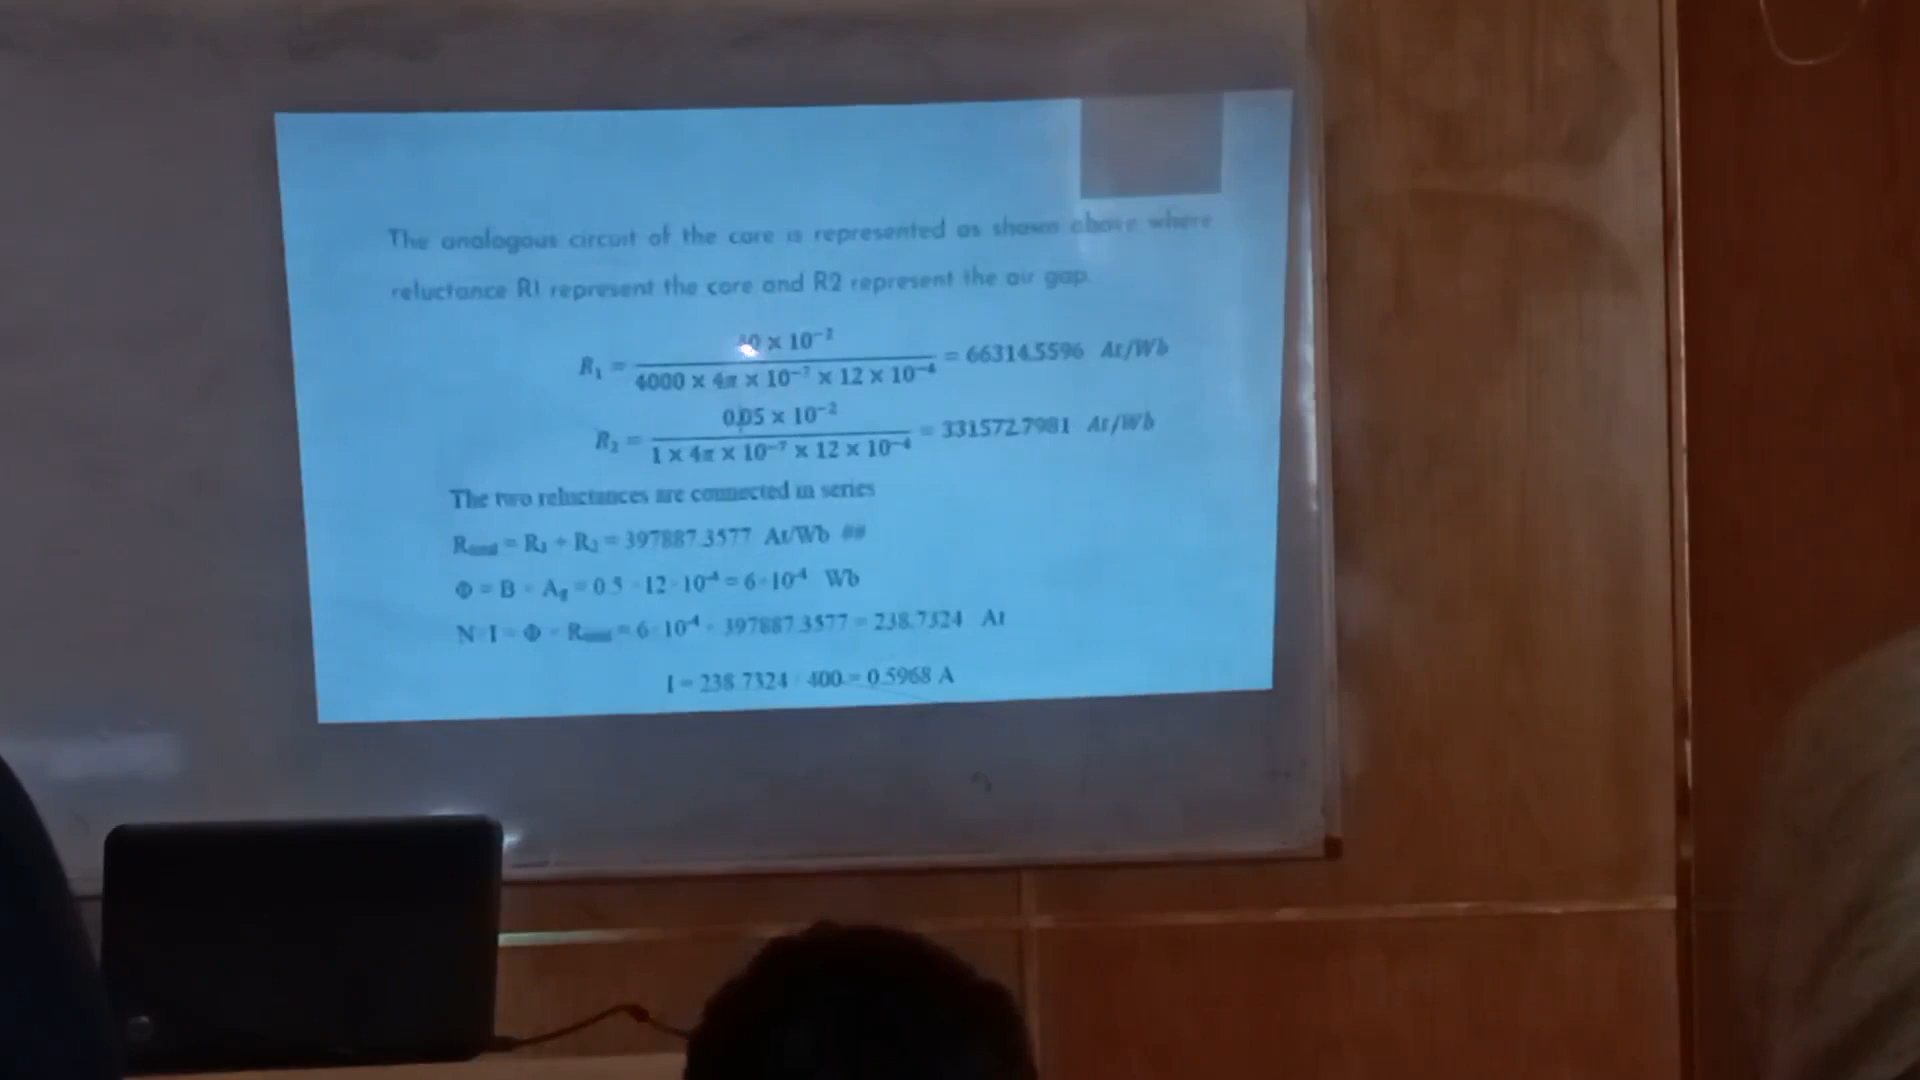 The analogous circuit of the core is represented as shown above where
reluctance R1 represent the core and R2 represent the air gap.
R₁ = 40 × 10⁻² / 4000 × 4π × 10⁻⁷ × 12 × 10⁻⁴ = 66314.5596 At/Wb
R₂ = 0.05 × 10⁻² / 1 × 4π × 10⁻⁷ × 12 × 10⁻⁴ = 331572.7981 At/Wb
The two reluctances are connected in series
R = R₁ + R₂ = 397887.3577 At/Wb ##
Φ = B × A_g = 0.5 × 12 × 10⁻⁴ = 6 × 10⁻⁴ Wb
N I = Φ × R = 6 × 10⁻⁴ × 397887.3577 = 238.7324 At
I = 238.7324 400 = 0.5968 A